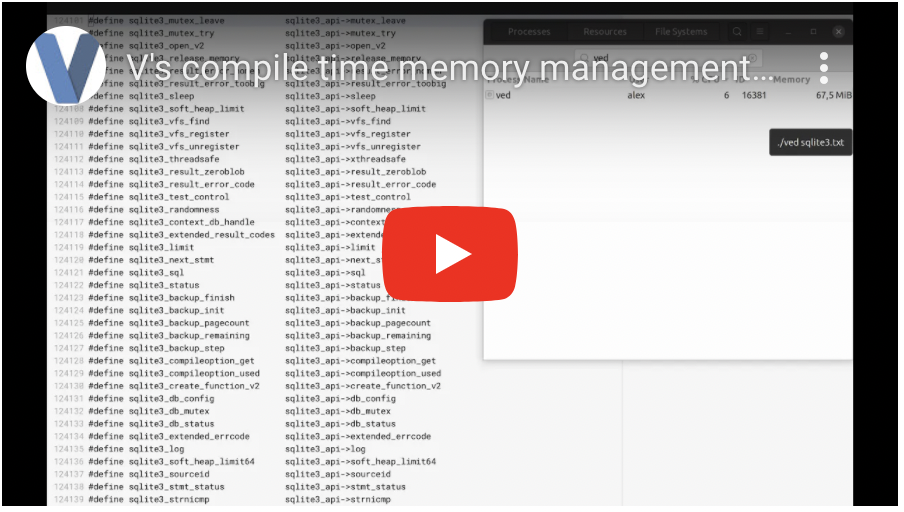 V's compile time memory management...
Processes Resources File Systems
ved
Process Name Memory
ved alex 6 16381 67,5 MiB
./ved sqlite3.txt
124101 #define sqlite3_mutex_leave sqlite3_api->mutex_leave
#define sqlite3_mutex_try sqlite3_api->mutex_try
#define sqlite3_open_v2 sqlite3_api->open_v2
#define sqlite3_release_memory sqlite3_api->release_memory
sqlite3_result_error_nomem
sqlite3_result_error_toobig
#define sqlite3_sleep sqlite3_api->sleep
124108 #define sqlite3_soft_heap_limit sqlite3_api->soft_heap_limit
124109 #define sqlite3_vfs_find sqlite3_api->vfs_find
124110 #define sqlite3_vfs_register sqlite3_api->vfs_register
124111 #define sqlite3_vfs_unregister sqlite3_api->vfs_unregister
124112 #define sqlite3_threadsafe sqlite3_api->xthreadsafe
124113 #define sqlite3_result_zeroblob sqlite3_api->result_zeroblob
124114 #define sqlite3_result_error_code sqlite3_api->result_error_code
124115 #define sqlite3_test_control sqlite3_api->test_control
124116 #define sqlite3_randomness sqlite3_api->randomness
124117 #define sqlite3_context_db_handle sqlite3_api->context
124118 #define sqlite3_extended_result_codes sqlite3_api->extende
124119 #define sqlite3_limit sqlite3_api->limit
124120 #define sqlite3_next_stmt sqlite3_api->next_st
124121 #define sqlite3_sql sqlite3_api->sql
124122 #define sqlite3_status sqlite3_api->status
124123 #define sqlite3_backup_finish sqlite3_api->backup_f
124124 #define sqlite3_backup_init sqlite3_api->backup_init
124125 #define sqlite3_backup_pagecount sqlite3_api->backup_pagecount
124126 #define sqlite3_backup_remaining sqlite3_api->backup_remaining
124127 #define sqlite3_backup_step sqlite3_api->backup_step
124128 #define sqlite3_compileoption_get sqlite3_api->compileoption_get
124129 #define sqlite3_compileoption_used sqlite3_api->compileoption_used
124130 #define sqlite3_create_function_v2 sqlite3_api->create_function_v2
124131 #define sqlite3_db_config sqlite3_api->db_config
124132 #define sqlite3_db_mutex sqlite3_api->db_mutex
124133 #define sqlite3_db_status sqlite3_api->db_status
124134 #define sqlite3_extended_errcode sqlite3_api->extended_errcode
124135 #define sqlite3_log sqlite3_api->log
124136 #define sqlite3_soft_heap_limit64 sqlite3_api->soft_heap_limit64
124137 #define sqlite3_sourceid sqlite3_api->sourceid
124138 #define sqlite3_stmt_status sqlite3_api->stmt_status
124139 #define sqlite3_strnicmp sqlite3_api->strnicmp